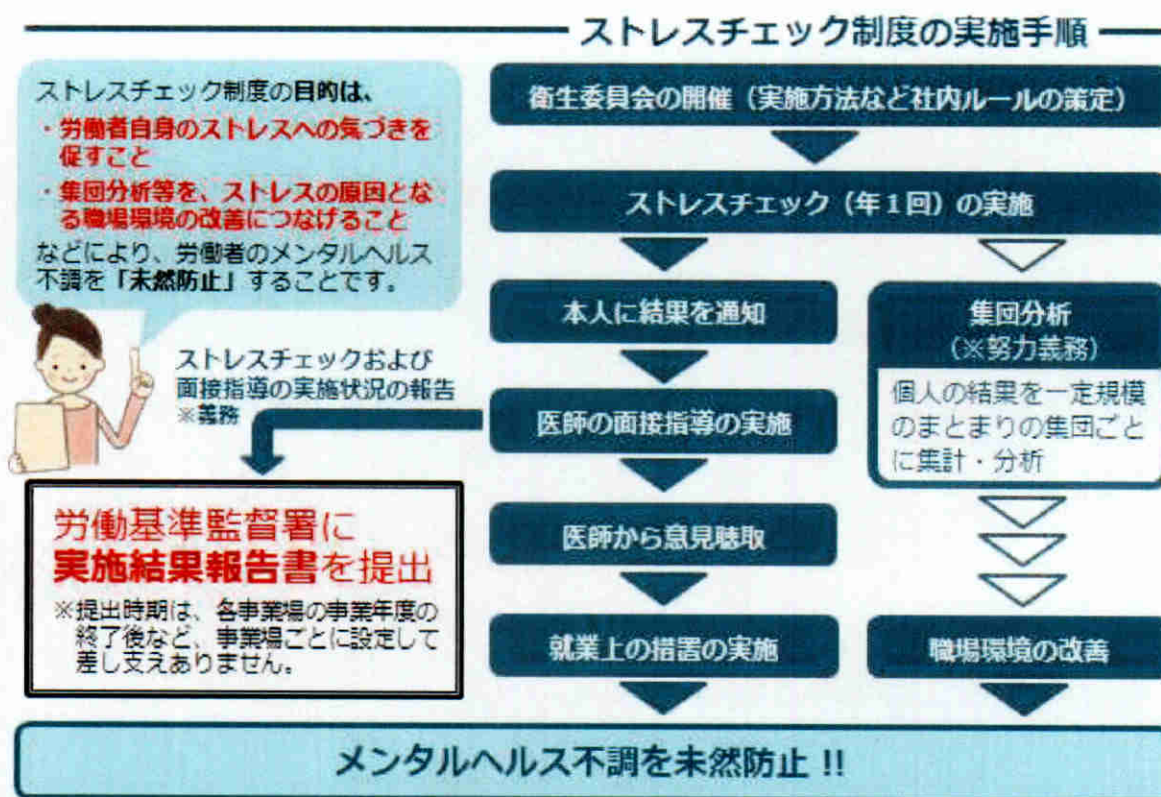 ストレスチェック制度の実施手順
ストレスチェック制度の目的は、
・労働者自身のストレスへの気づきを
促すこと
・集団分析等を、ストレスの原因とな
る職場環境の改善につなげること
などにより、労働者のメンタルヘルス
不調を「未然防止」することです。
ストレスチェックおよび
面接指導の実施状況の報告
※義務
労働基準監督署に
実施結果報告書を提出
※提出時期は、各事業場の事業年度の
終了後など、事業場ごとに設定して
差し支えありません。
衛生委員会の開催（実施方法など社内ルールの策定）
ストレスチェック（年１回）の実施
本人に結果を通知
医師の面接指導の実施
医師から意見聴取
就業上の措置の実施
集団分析
（※努力義務）
個人の結果を一定規模
のまとまりの集団ごと
に集計・分析
職場環境の改善
メンタルヘルス不調を未然防止 !!